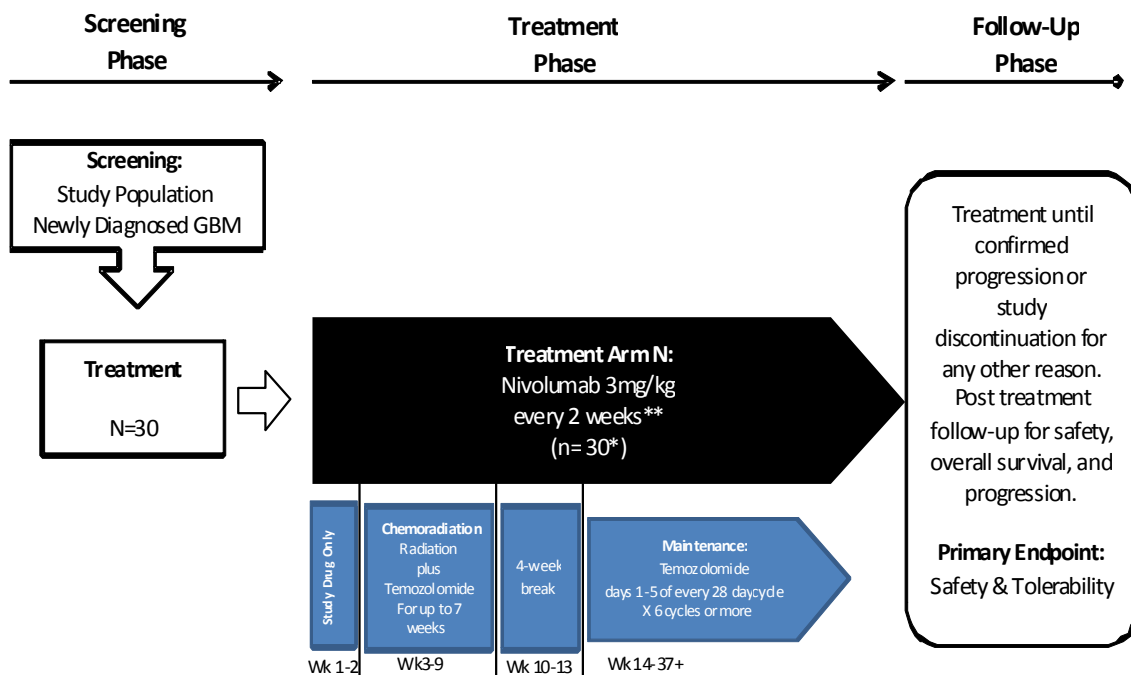 Screening
Phase
Treatment
Phase
Follow-Up
Phase
Screening:
Study Population
Newly Diagnosed GBM
Treatment
N=30
Treatment Arm N:
Nivolumab 3mg/kg
every 2 weeks**
(n= 30*)
Study Drug Only
Chemoradiation
Radiation
plus
Temozolomide
For up to 7
weeks
4-week
break
Maintenance:
Temozolomide
days 1-5 of every 28 daycycle
X 6 cycles or more
Wk 1-2
Wk3-9
Wk 10-13
Wk 14-37+
Treatment until
confirmed
progression or
study
discontinuation for
any other reason.
Post treatment
follow-up for safety,
overall survival, and
progression.
Primary Endpoint:
Safety & Tolerability